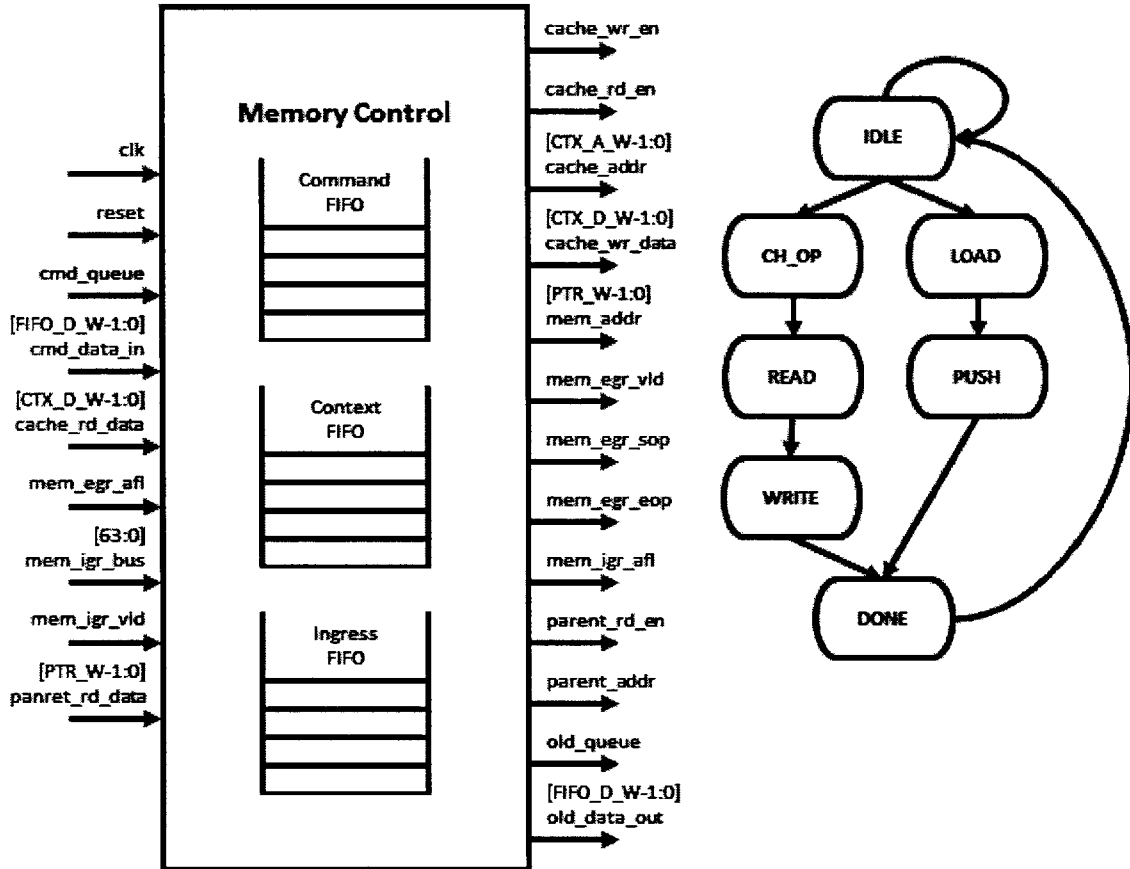 Memory Control
Command
FIFO
Context
FIFO
Ingress
FIFO
clk
reset
cmd_queue
[FIFO_D_W-1:0]
cmd_data_in
[CTX_D_W-1:0]
cache_rd_data
mem_egr_afl
[63:0]
mem_igr_bus
mem_igr_vld
[PTR_W-1:0]
panret_rd_data
cache_wr_en
cache_rd_en
[CTX_A_W-1:0]
cache_addr
[CTX_D_W-1:0]
cache_wr_data
[PTR_W-1:0]
mem_addr
mem_egr_vld
mem_egr_sop
mem_egr_eop
mem_igr_afl
parent_rd_en
parent_addr
old_queue
[FIFO_D_W-1:0]
old_data_out
IDLE
CH_OP
LOAD
READ
PUSH
WRITE
DONE